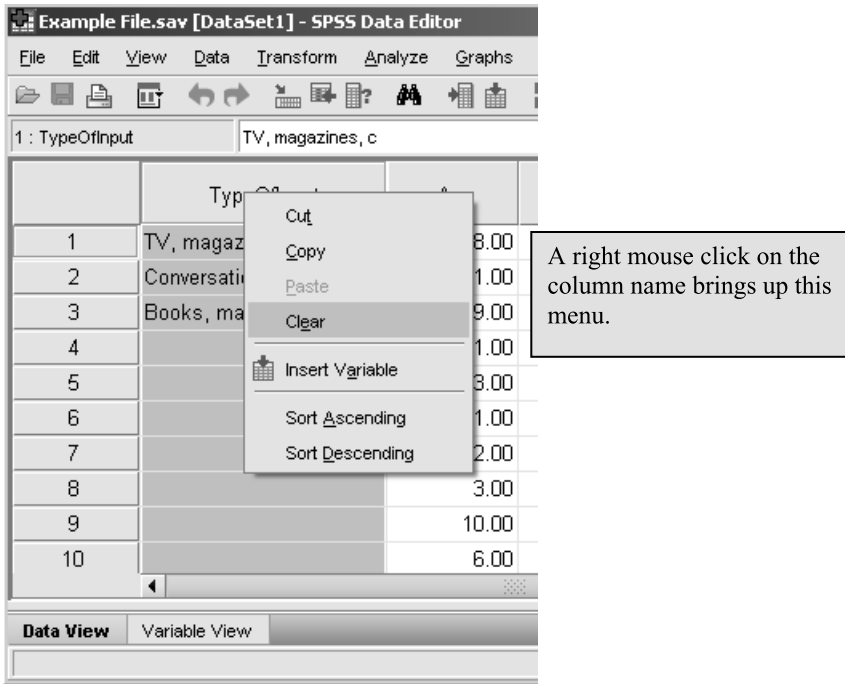 Example File.sav [DataSet1] - SPSS Data Editor
File Edit View Data Transform Analyze Graphs
1 : TypeOfInput TV, magazines, c
1 TV, magaz 8.00
2 Conversati 1.00
3 Books, ma 9.00
4 1.00
5 3.00
6 1.00
7 2.00
8 3.00
9 10.00
10 6.00
Cut
Copy
Paste
Clear
Insert Variable
Sort Ascending
Sort Descending
A right mouse click on the
column name brings up this
menu.
Data View Variable View